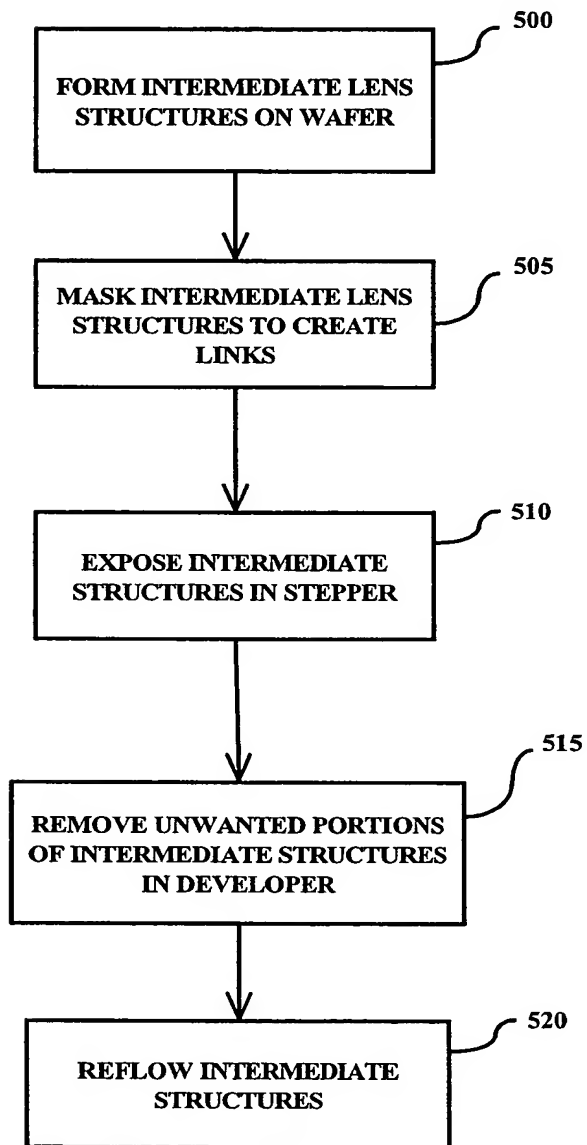 500
FORM INTERMEDIATE LENS
STRUCTURES ON WAFER
505
MASK INTERMEDIATE LENS
STRUCTURES TO CREATE
LINKS
510
EXPOSE INTERMEDIATE
STRUCTURES IN STEPPER
515
REMOVE UNWANTED PORTIONS
OF INTERMEDIATE STRUCTURES
IN DEVELOPER
520
REFLOW INTERMEDIATE
STRUCTURES